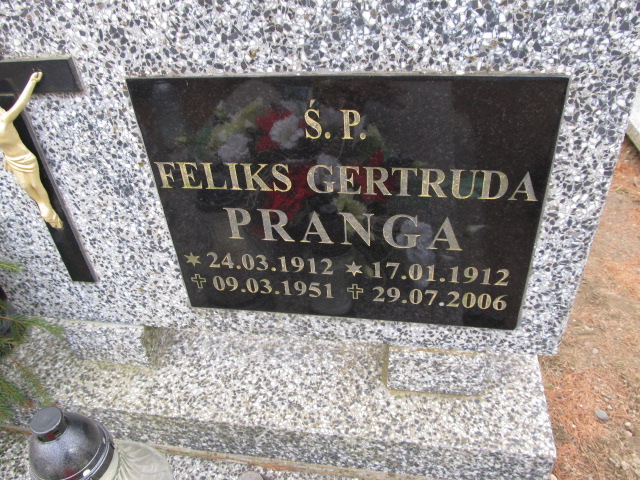 Ś. P.
FELIKS GERTRUDA
PRANGA
* 24.03.1912 * 17.01.1912
✝ 09.03.1951 ✝ 29.07.2006